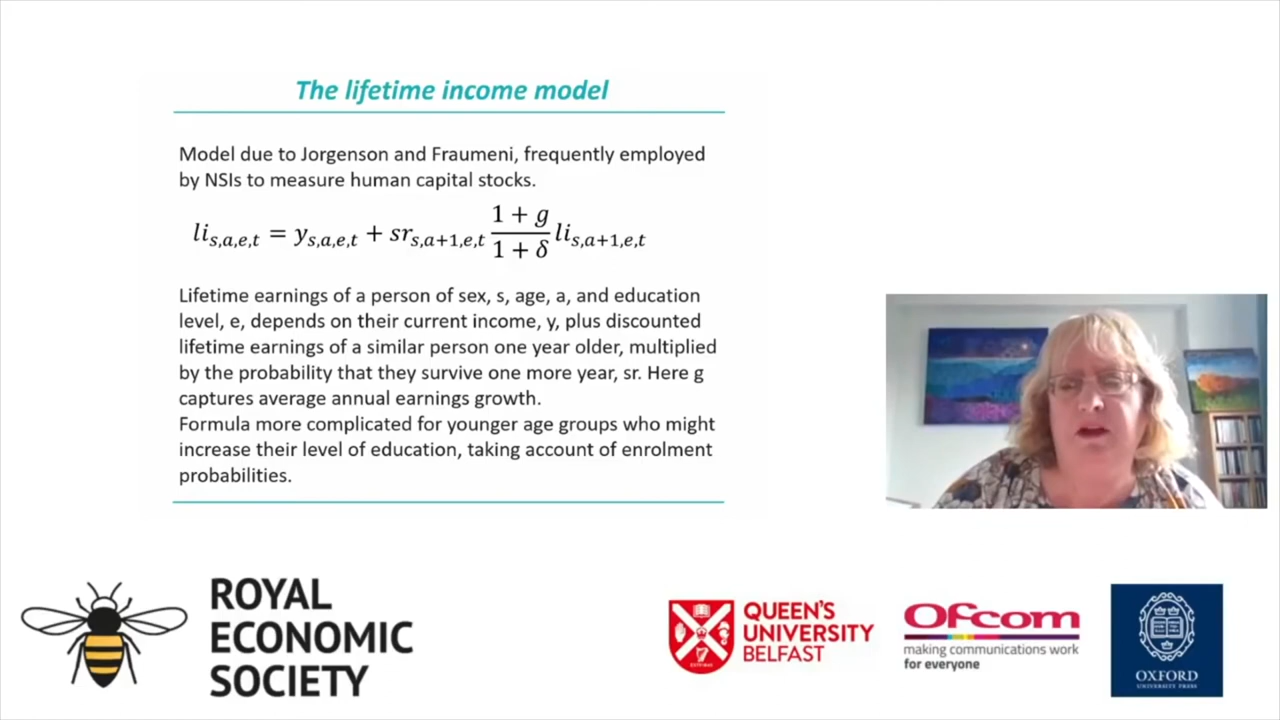 The lifetime income model
Model due to Jorgenson and Fraumeni, frequently employed
by NSIs to measure human capital stocks.
li_{s,a,e,t} = y_{s,a,e,t} + sr_{s,a+1,e,t} \frac{1 + g}{1 + δ} li_{s,a+1,e,t}
Lifetime earnings of a person of sex, s, age, a, and education
level, e, depends on their current income, y, plus discounted
lifetime earnings of a similar person one year older, multiplied
by the probability that they survive one more year, sr. Here g
captures average annual earnings growth.
Formula more complicated for younger age groups who might
increase their level of education, taking account of enrolment
probabilities.
ROYAL
ECONOMIC
SOCIETY
QUEEN'S
UNIVERSITY
BELFAST
Ofcom
making communications work
for everyone
OXFORD
UNIVERSITY PRESS